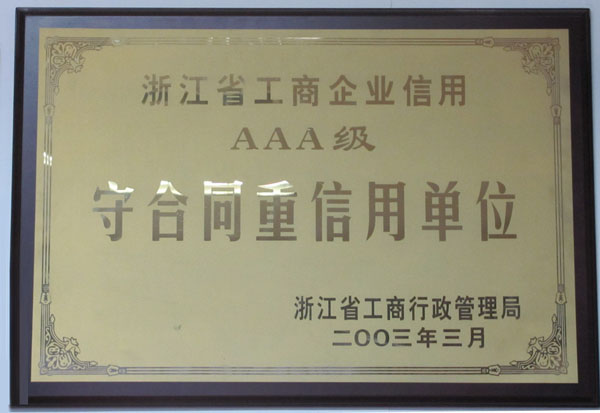 浙江省工商企业信用
AAA级
守合同重信用单位
浙江省工商行政管理局
二〇〇三年三月